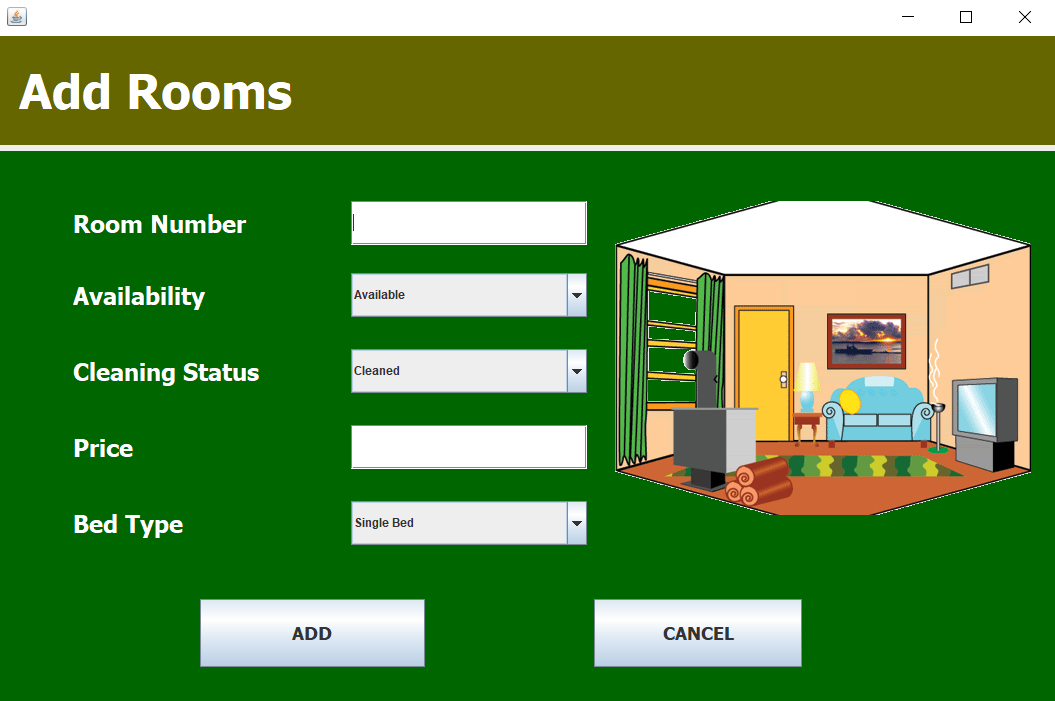 Add Rooms
Room Number
Availability
Available
Cleaning Status
Cleaned
Price
Bed Type
Single Bed
ADD
CANCEL